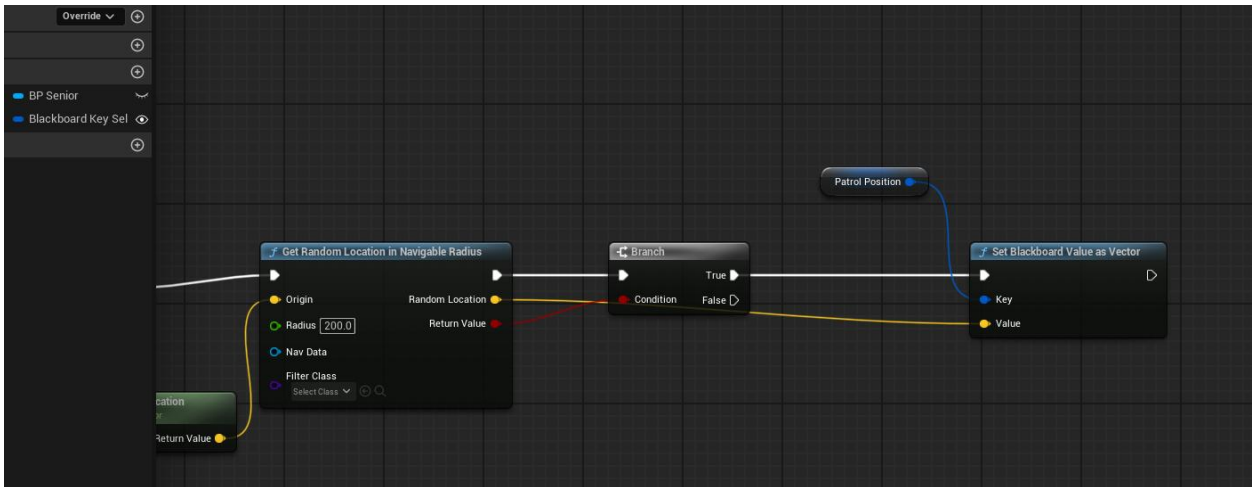 Override
BP Senior
Blackboard Key Sel
Patrol Position
Get Random Location in Navigable Radius
Origin
Random Location
Radius 200.0
Return Value
Nav Data
Filter Class
Select Class
Branch
True
Condition
False
Set Blackboard Value as Vector
Key
Value
cation
Return Value